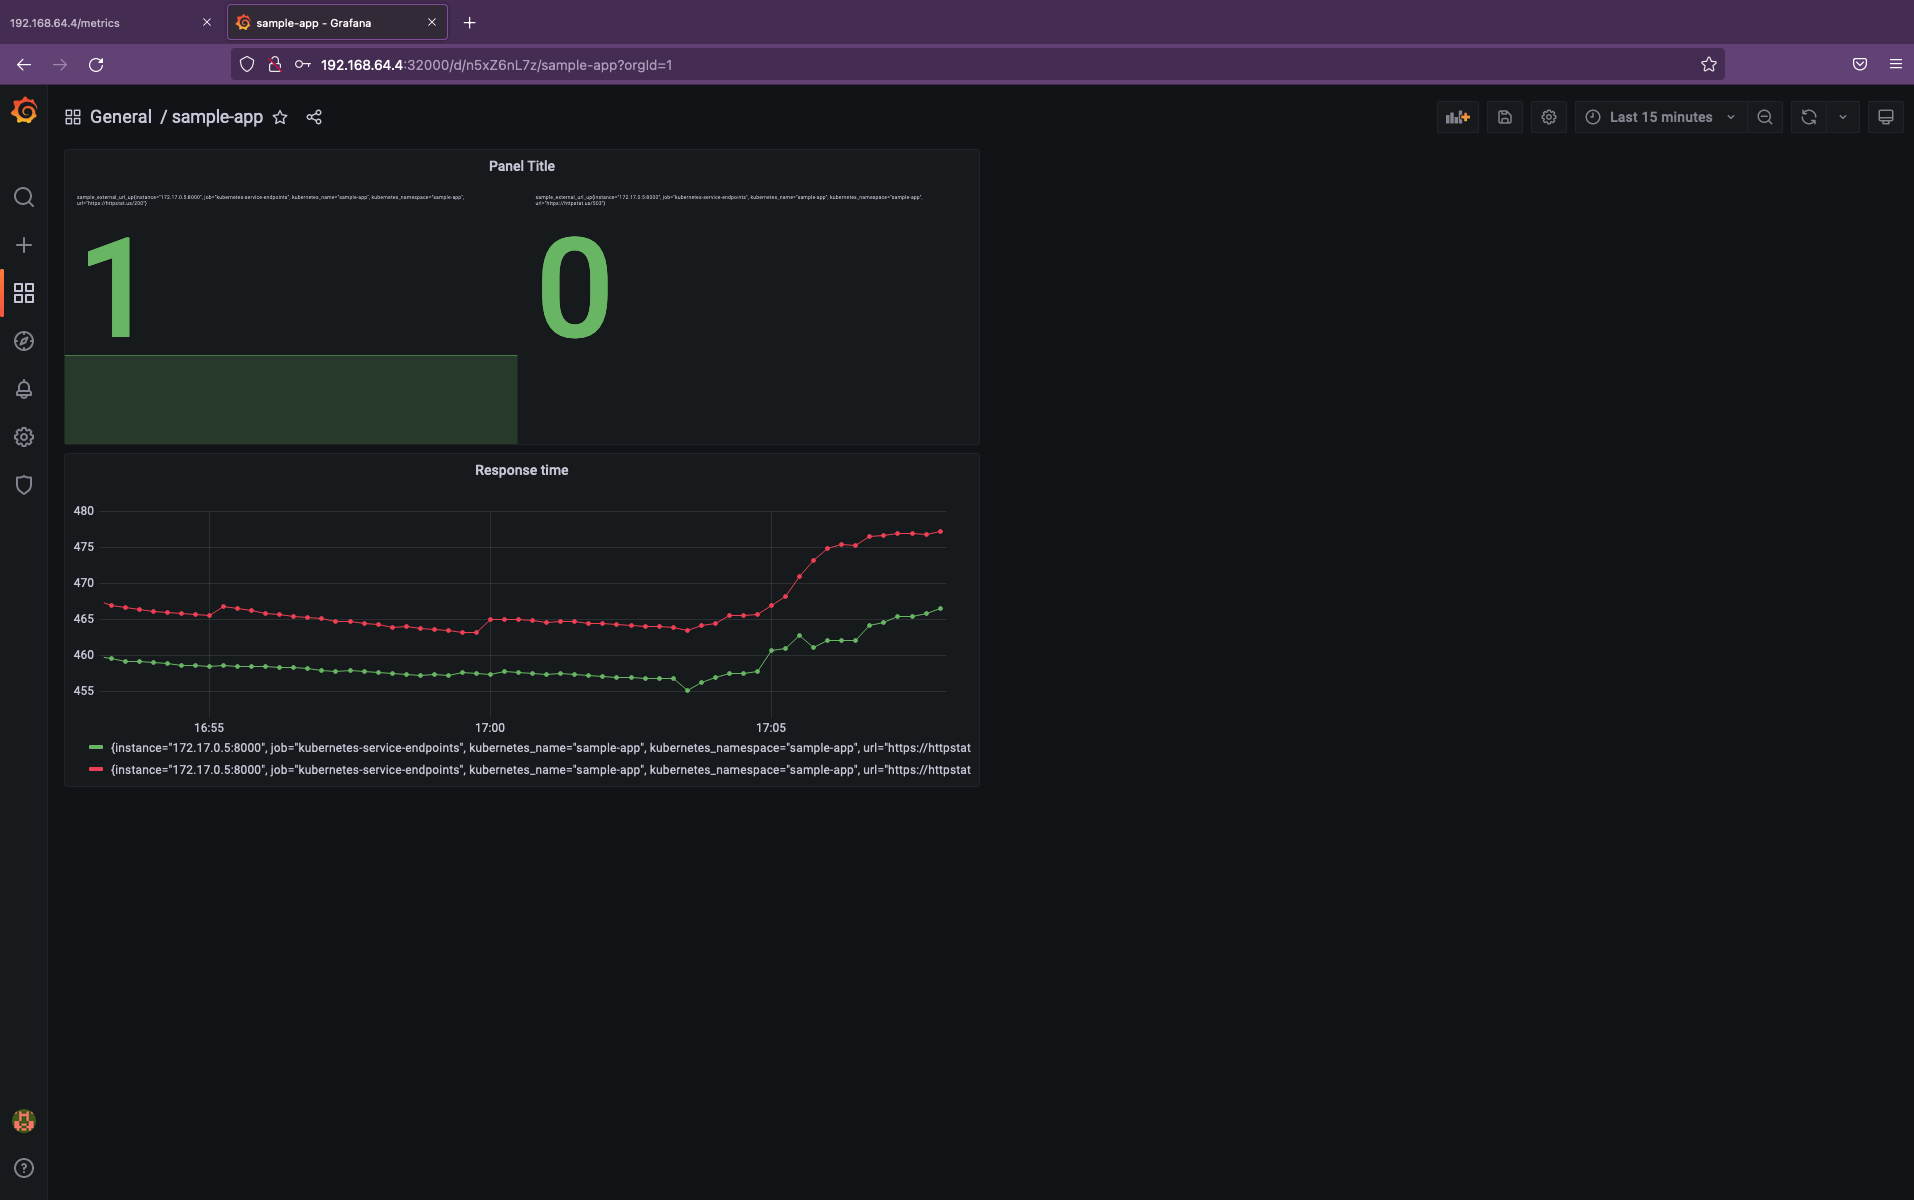 192.168.64.4/metrics
sample-app - Grafana
192.168.64.4:32000/d/n5xZ6nL7z/sample-app?orgId=1
General / sample-app
Last 15 minutes
Panel Title
sample_external_url_up{instance="172.17.0.5:8000", job="kubernetes-service-endpoints", kubernetes_name="sample-app", kubernetes_namespace="sample-app",
url="https://httpstat.us/200"}
1
sample_external_url_up{instance="172.17.0.5:8000", job="kubernetes-service-endpoints", kubernetes_name="sample-app", kubernetes_namespace="sample-app",
url="https://httpstat.us/503"}
0
Response time
480
475
470
465
460
455
16:55 17:00 17:05
{instance="172.17.0.5:8000", job="kubernetes-service-endpoints", kubernetes_name="sample-app", kubernetes_namespace="sample-app", url="https://httpstat
{instance="172.17.0.5:8000", job="kubernetes-service-endpoints", kubernetes_name="sample-app", kubernetes_namespace="sample-app", url="https://httpstat